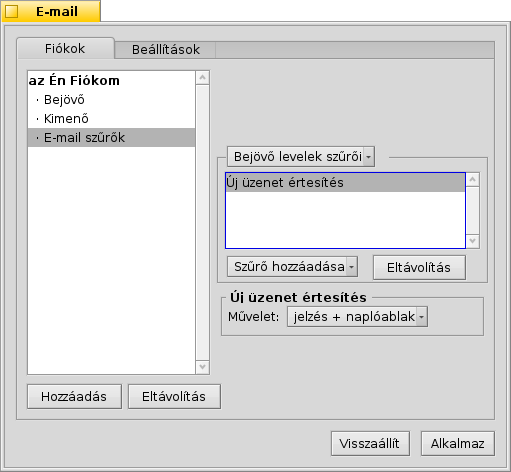 E-mail
Fiókok
Beállítások
az Én Fiókom
· Bejövő
· Kimenő
· E-mail szűrők
Bejövő levelek szűrői
Új üzenet értesítés
Szűrő hozzáadása
Eltávolítás
Új üzenet értesítés
Művelet: jelzés + naplóablak
Hozzáadás
Eltávolítás
Visszaállít
Alkalmaz